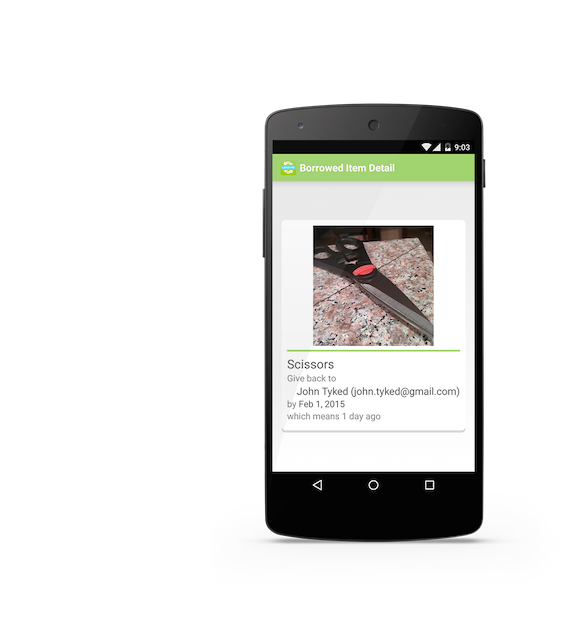 9:03
Borrowed Item Detail
Scissors
Give back to
John Tyked (john.tyked@gmail.com)
by Feb 1, 2015
which means 1 day ago